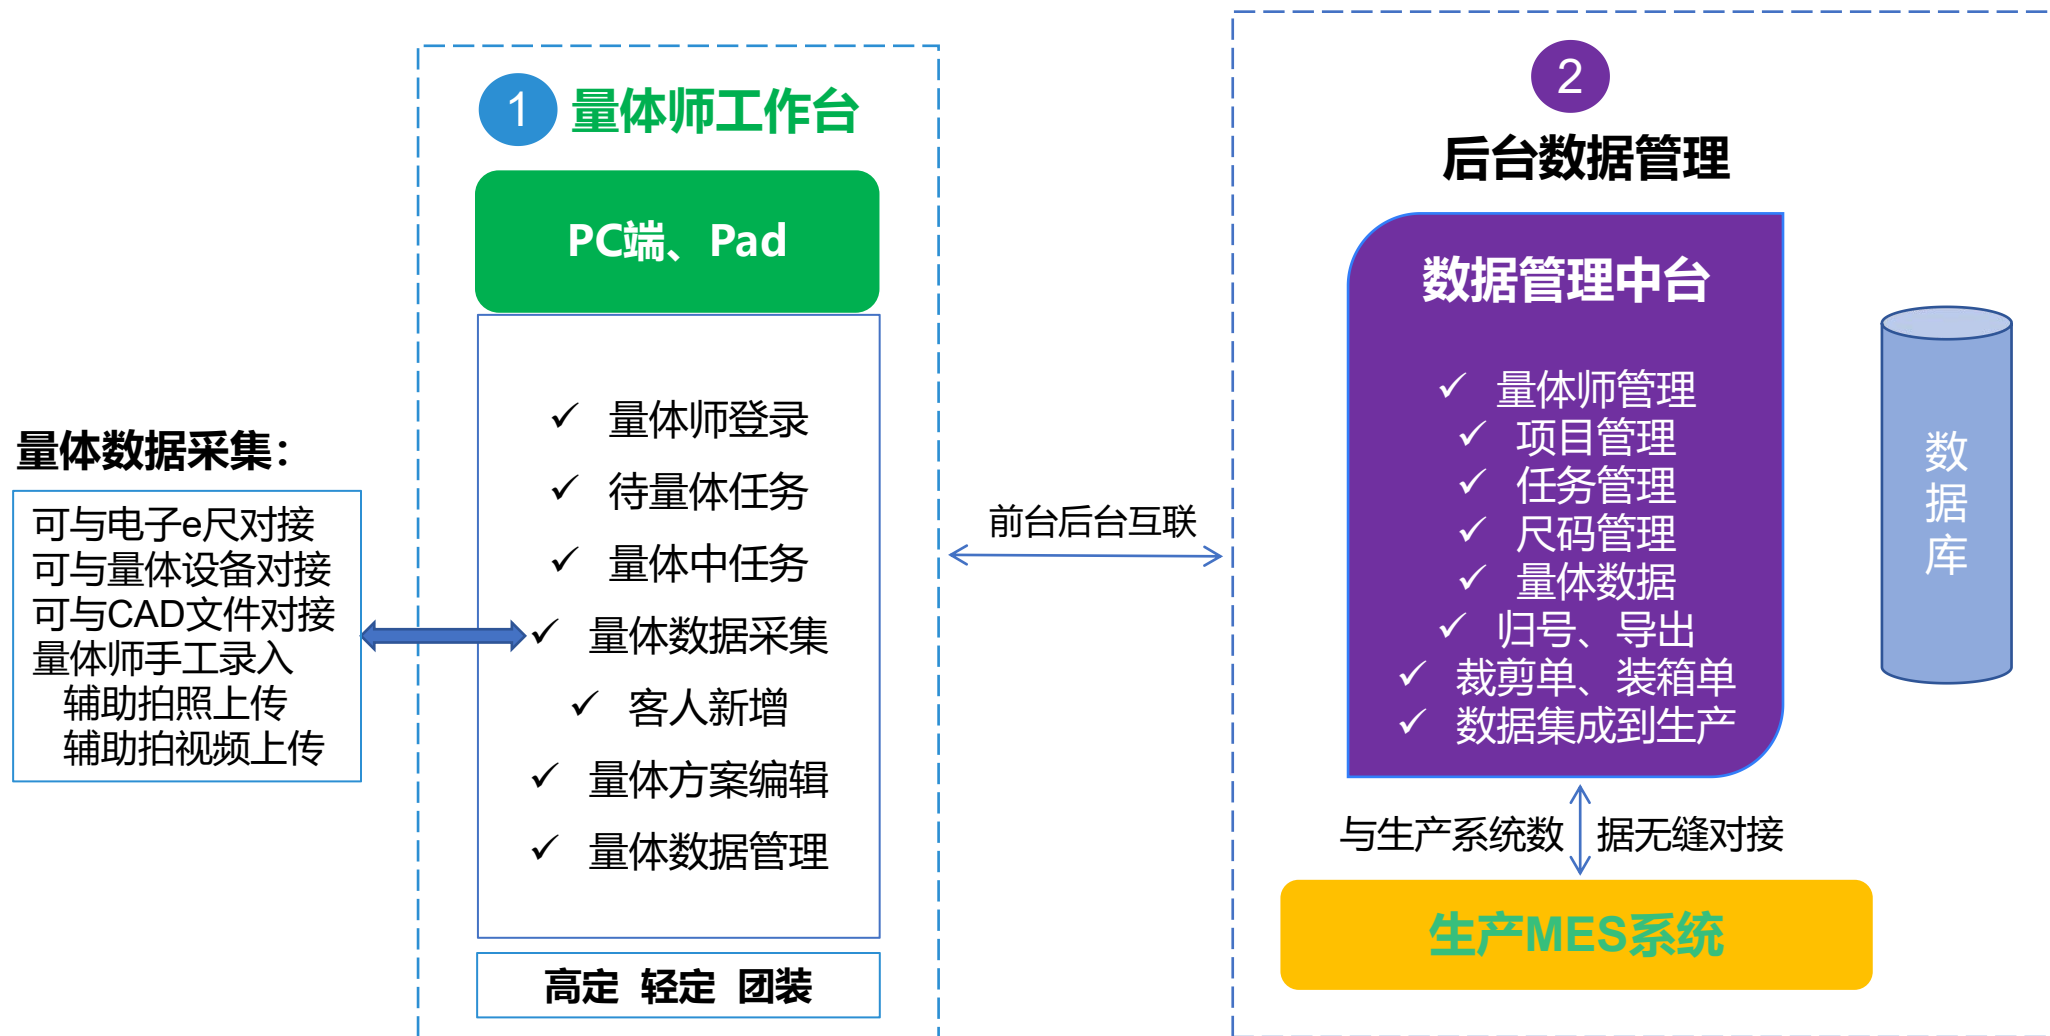 量体数据采集：
可与电子e尺对接
可与量体设备对接
可与CAD文件对接
量体师手工录入
辅助拍照上传
辅助拍视频上传
1
量体师工作台
PC端、Pad
✓ 量体师登录
✓ 待量体任务
✓ 量体中任务
✓ 量体数据采集
✓ 客人新增
✓ 量体方案编辑
✓ 量体数据管理
高定 轻定 团装
前台后台互联
2
后台数据管理
数据管理中台
✓ 量体师管理
✓ 项目管理
✓ 任务管理
✓ 尺码管理
✓ 量体数据
✓ 归号、导出
✓ 裁剪单、装箱单
✓ 数据集成到生产
与生产系统数 据无缝对接
生产MES系统
数
据
库